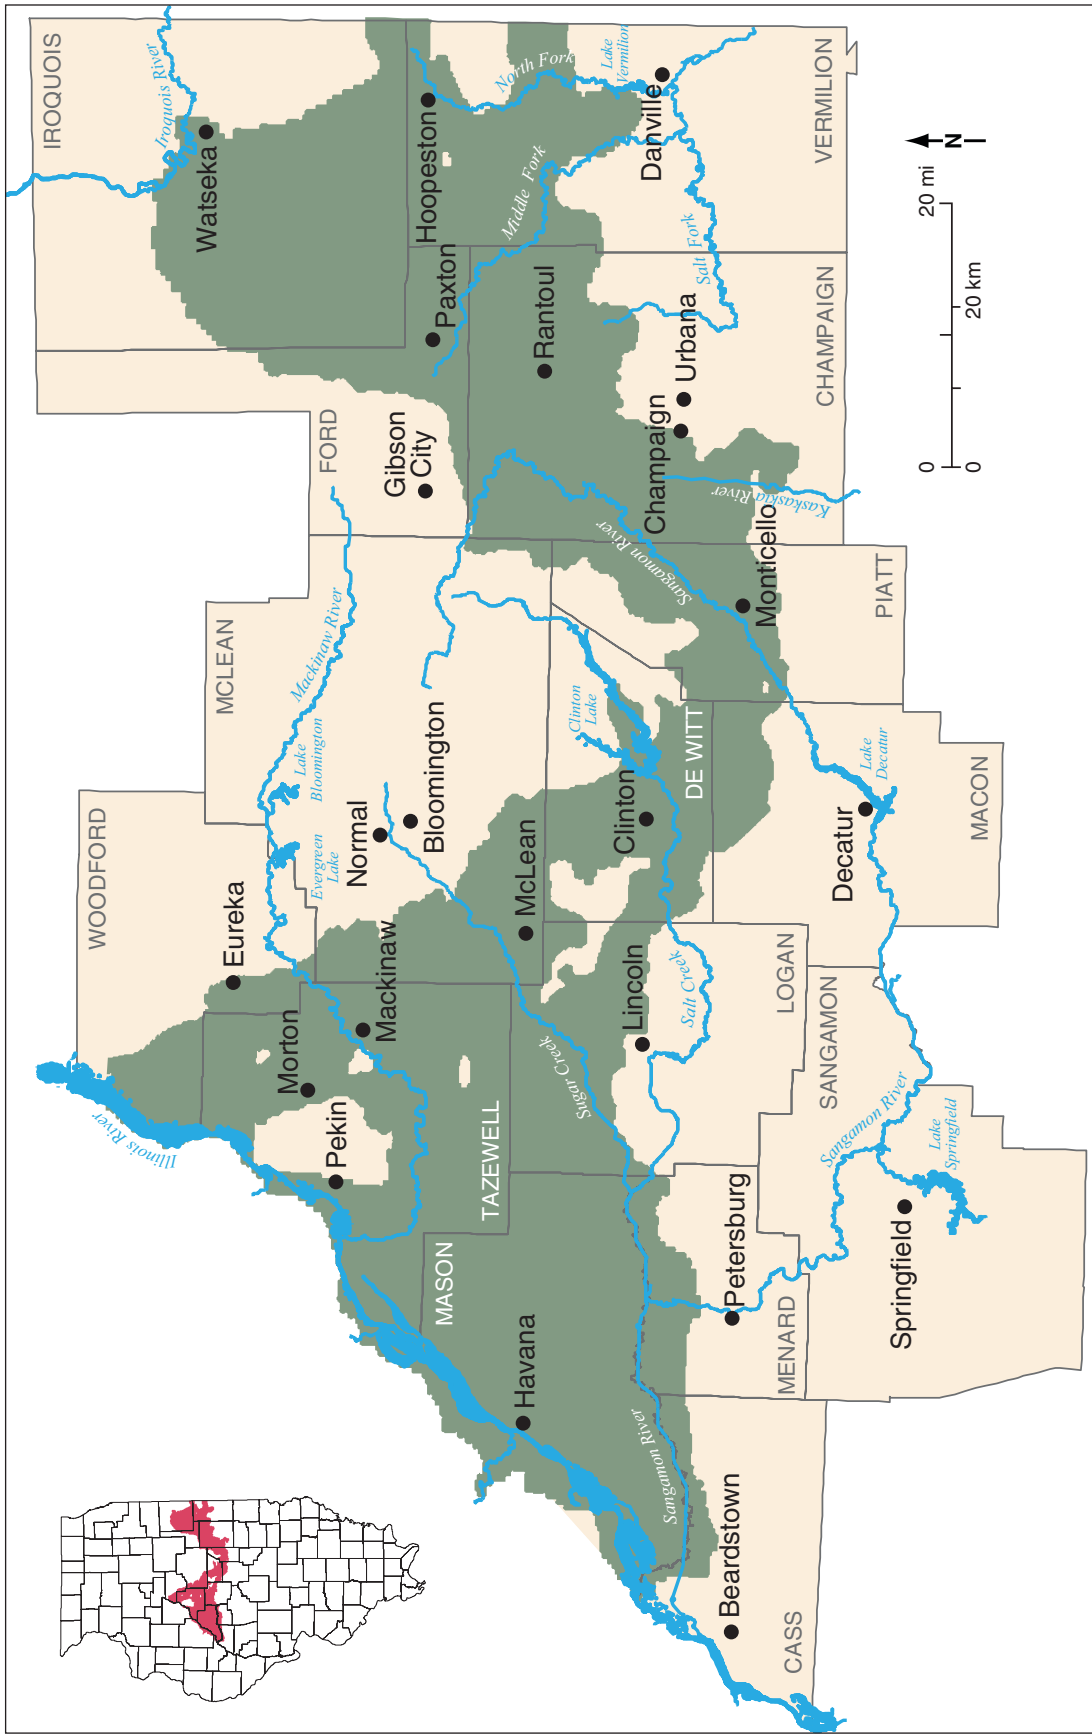 IROQUOIS
Iroquois River
Watseka
WOODFORD
Illinois River
Eureka
MCLEAN
Morton
Mackinaw River
Lake
Bloomington
Evergreen
Lake
FORD
Pekin
Normal
Mackinaw
Gibson
City
Hoopeston
Paxton
Bloomington
MASON
TAZEWELL
North Fork
Middle Fork
Rantoul
McLean
Havana
Sugar Creek
Clinton
Lake
Lake
Vermilion
Danville
Clinton
Lincoln
Champaign
Urbana
Sangamon River
Sangamon River
Salt Fork
Salt Creek
DE WITT
Kaskaskia
River
Petersburg
Beardstown
Monticello
LOGAN
MENARD
CASS
VERMILION
CHAMPAIGN
SANGAMON
Decatur
Lake
Decatur
Sangamon River
PIATT
Springfield
Lake
Springfield
MACON
0
20 mi
0
20 km
N